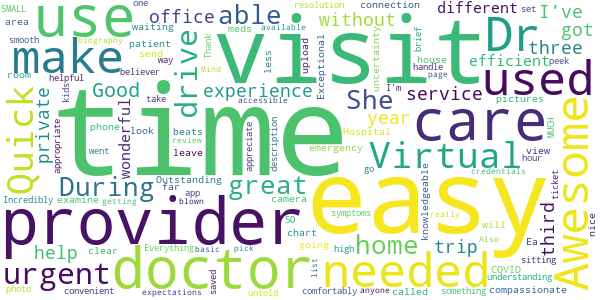 SMALL
one
resolution
connection
different
set
I've
use
able
office
without
available
area
waiting
Dr
got
make
smooth
biography
patient
meds
Thank
send
visit
three
way
drive
less
upload
Exceptional
uncertainty
brief
handle
page
efficient
peek
believer
helpful
house
I'm
Good
experience
used
room
Mind
accessible
Quick
private
kids
take
She
service
pictures
appropriate
wonderful
phone
look
beats
year
time
care
MUCH
went
review
leave
appreciate
description
Hospital
view
hour
Awesome
During
emergency
Virtual
go
credentials
ticket
Outstanding
great
camera
Incredibly
examine
far
easy
knowledgeable
third
provider
app
blown
symptoms
really
will
getting
SO
chart
home
trip
Also
Ea
sitting
nice
help
clear
Everything
basic
pick
going
high
COVID
understanding
urgent
doctor
needed
saved
list
photo
convenient
expectations
untold
comfortably
anyone
called
something
compassionate